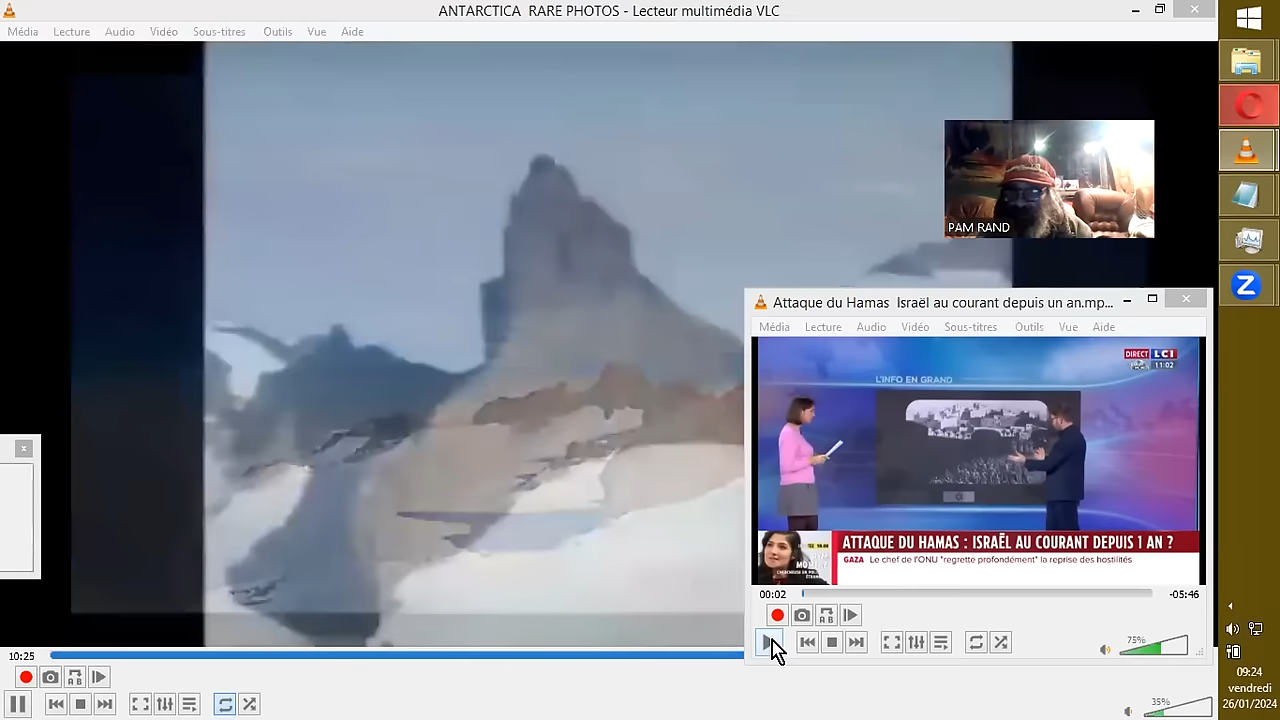 ANTARCTICA RARE PHOTOS - Lecteur multimédia VLC
Média Lecture Audio Vidéo Sous-titres Outils Vue Aide
PAM RAND
Attaque du Hamas Israël au courant depuis un an.mp...
Média Lecture Audio Vidéo Sous-titres Outils Vue Aide
DIRECT LCI
11:02
L'INFO EN GRAND
ATTAQUE DU HAMAS : ISRAËL AU COURANT DEPUIS 1 AN ?
GAZA Le chef de l'ONU "regrette profondément" la reprise des hostilités
00:02
-05:46
75%
10:25
35%
09:24
vendredi
26/01/2024